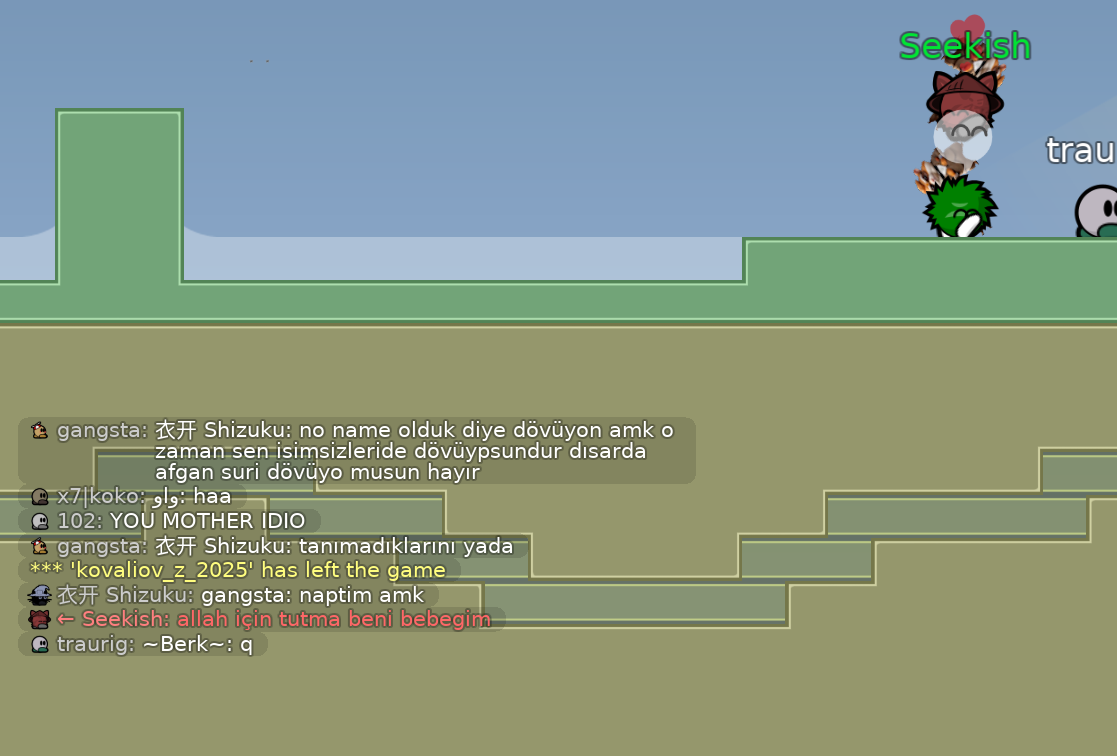 Seekish
trau
gangsta: 衣开 Shizuku: no name olduk diye dövüyon amk o
zaman sen isimsizleride dövüypsundur dısarda
afgan suri dövüyo musun hayır
x7|koko: واو: haa
102: YOU MOTHER IDIO
gangsta: 衣开 Shizuku: tanımadıklarını yada
*** 'kovaliov_z_2025' has left the game
衣开 Shizuku: gangsta: naptim amk
← Seekish: allah için tutma beni bebegim
traurig: ~Berk~: q